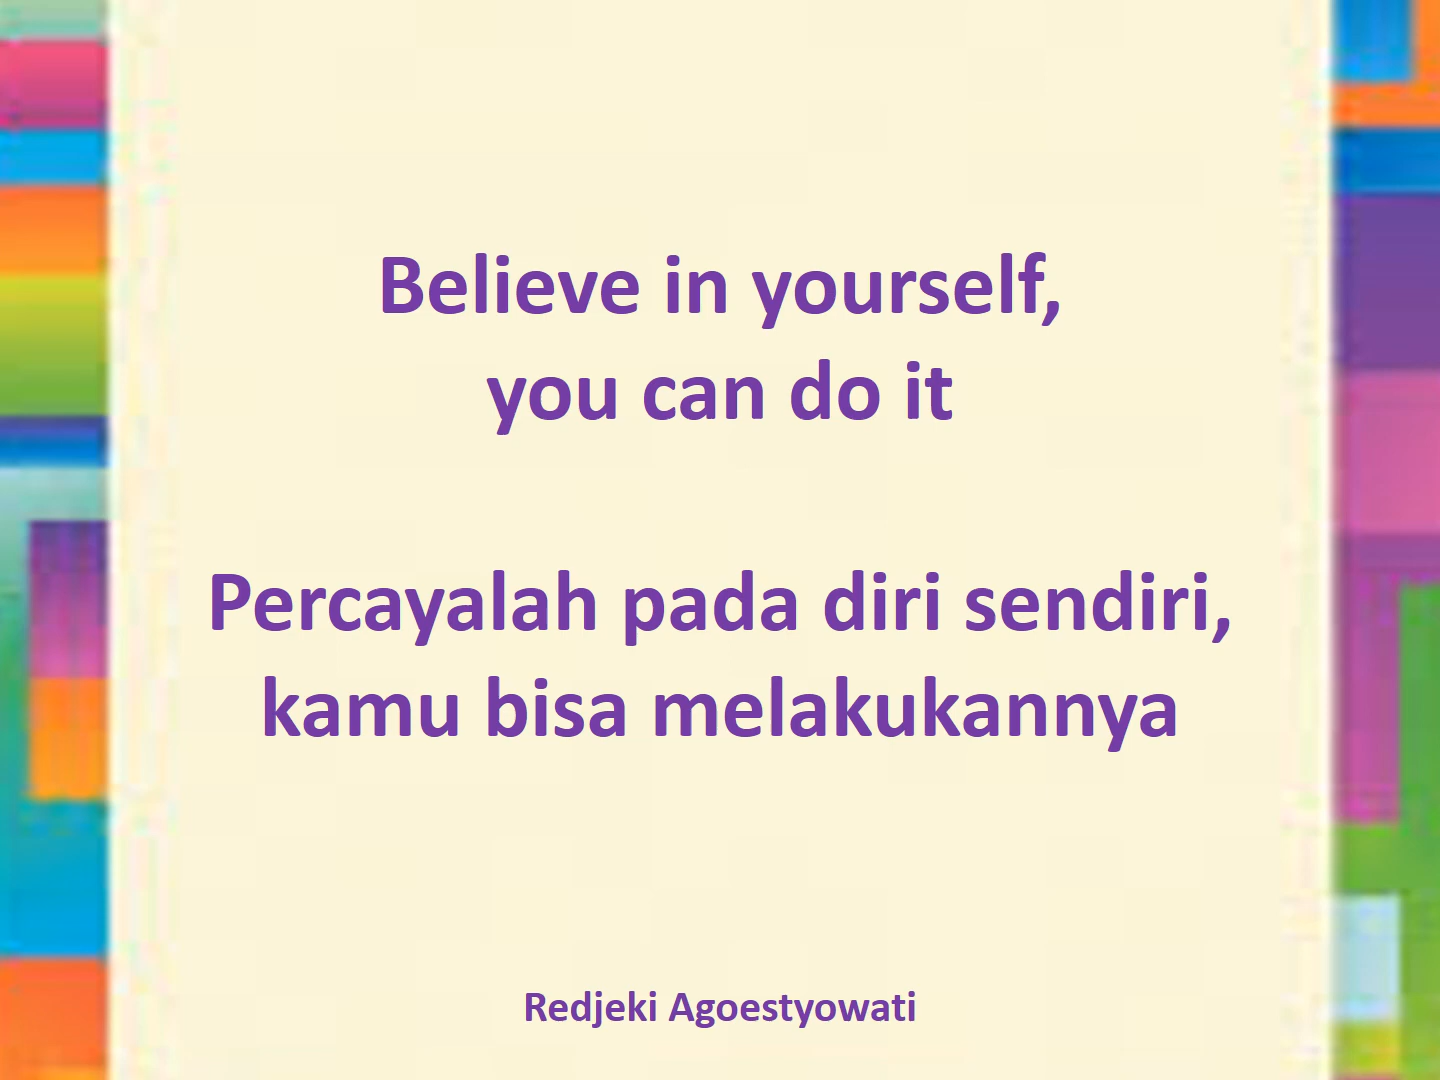 Believe in yourself,
you can do it
Percayalah pada diri sendiri,
kamu bisa melakukannya
Redjeki Agoestyowati